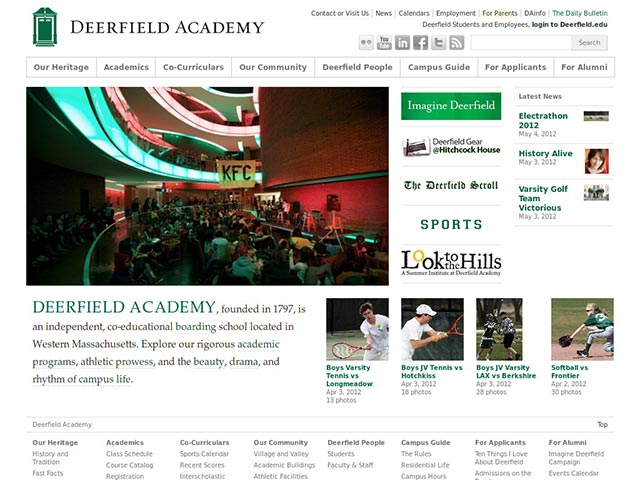 DEERFIELD ACADEMY
Contact or Visit Us | News | Calendars | Employment | For Parents | DAinfo | The Daily Bulletin
Deerfield Students and Employees, login to Deerfield.edu
You Tube in f t
Search
Our Heritage
Academics
Co-Curriculars
Our Community
Deerfield People
Campus Guide
For Applicants
For Alumni
KFC
Imagine Deerfield
Deerfield Gear
@Hitchcock House
The Deerfield Scroll
SPORTS
Look to the Hills
A Summer Institute at Deerfield Academy
Latest News
Electrathon
2012
May 4, 2012
History Alive
May 3, 2012
Varsity Golf
Team
Victorious
May 3, 2012
DEERFIELD ACADEMY, founded in 1797, is
an independent, co-educational boarding school located in
Western Massachusetts. Explore our rigorous academic
programs, athletic prowess, and the beauty, drama, and
rhythm of campus life.
Boys Varsity
Tennis vs
Longmeadow
Apr 3, 2012
13 photos
Boys JV Tennis vs
Hotchkiss
Apr 3, 2012
18 photos
Boys JV Varsity
LAX vs Berkshire
Apr 3, 2012
28 photos
Softball vs
Frontier
Apr 2, 2012
30 photos
Deerfield Academy
Top
Our Heritage
History and
Tradition
Fast Facts
Academics
Class Schedule
Course Catalog
Registration
Co-Curriculars
Sports Calendar
Recent Scores
Interscholastic
Our Community
Village and Valley
Academic Buildings
Athletic Facilities
Deerfield People
Students
Faculty & Staff
Campus Guide
The Rules
Residential Life
Campus Hours
For Applicants
Ten Things I Love
About Deerfield
Admissions on the
For Alumni
Imagine Deerfield
Campaign
Events Calendar